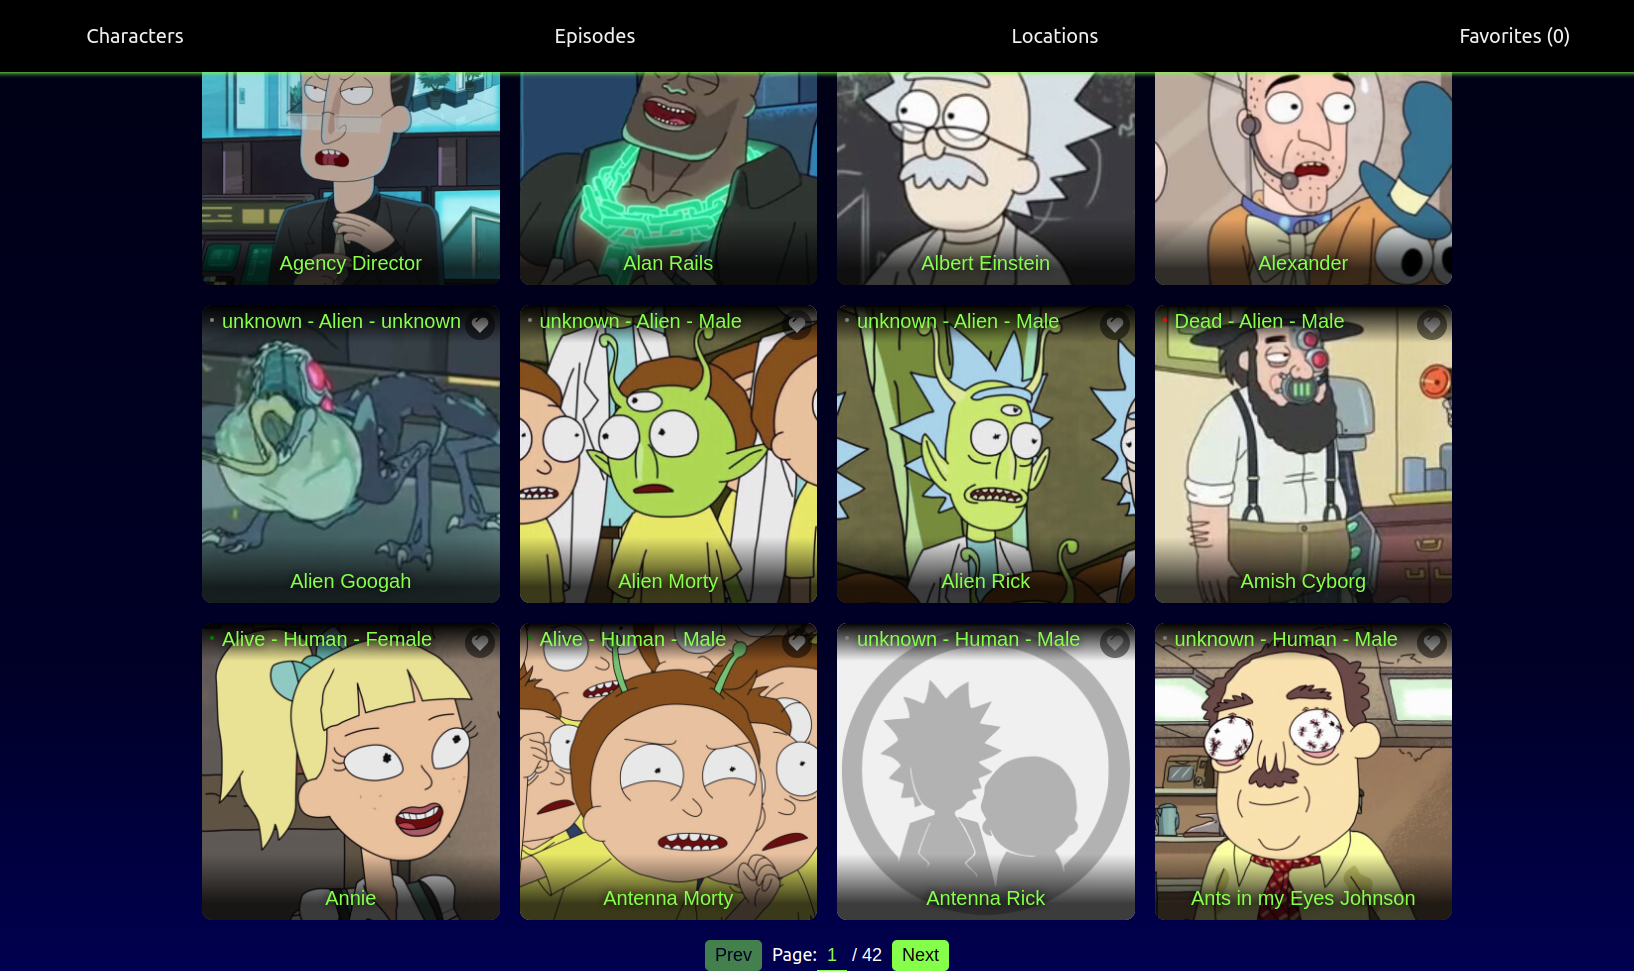 Characters
Episodes
Locations
Favorites (0)
Agency Director
Alan Rails
Albert Einstein
Alexander
unknown - Alien - unknown
unknown - Alien - Male
unknown - Alien - Male
Dead - Alien - Male
Alien Googah
Alien Morty
Alien Rick
Amish Cyborg
Alive - Human - Female
Alive - Human - Male
unknown - Human - Male
unknown - Human - Male
Annie
Antenna Morty
Antenna Rick
Ants in my Eyes Johnson
Prev Page: 1 / 42 Next